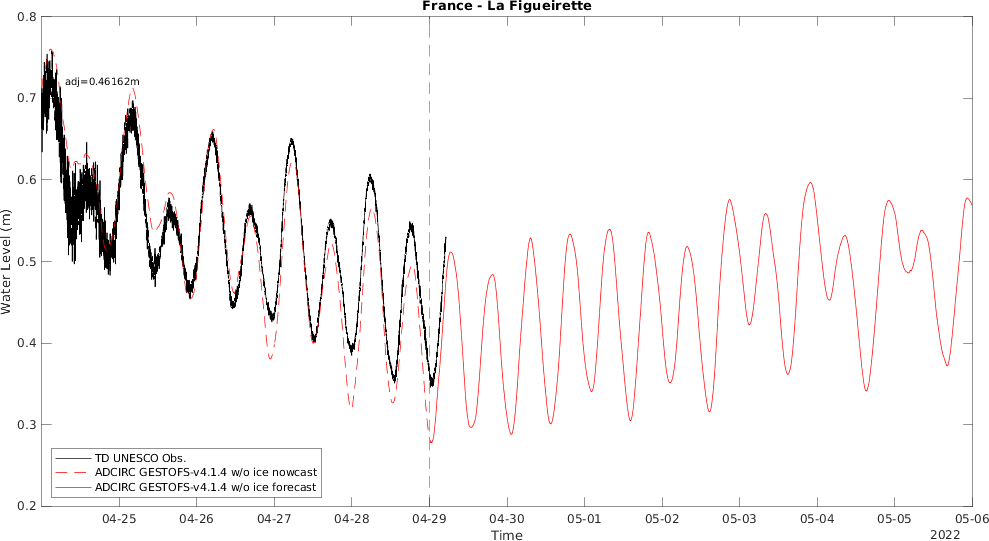 France - La Figueirette
0.8
adj=0.46162m
0.7
0.6
0.5
0.4
0.3
0.2
Water Level (m)
TD UNESCO Obs.
ADCIRC GESTOFS-v4.1.4 w/o ice nowcast
ADCIRC GESTOFS-v4.1.4 w/o ice forecast
04-25 04-26 04-27 04-28 04-29 04-30 05-01 05-02 05-03 05-04 05-05 05-06
Time
2022